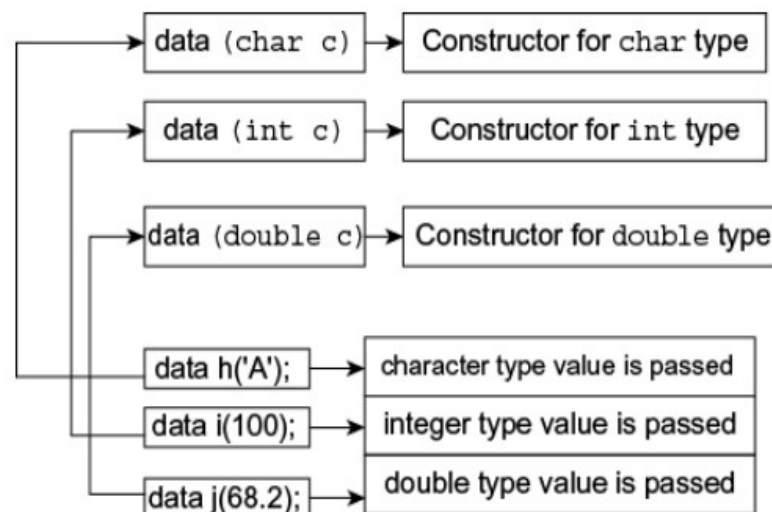 data (char c) Constructor for char type
data (int c) Constructor for int type
data (double c) Constructor for double type
data h('A'); character type value is passed
data i(100); integer type value is passed
data j(68.2); double type value is passed